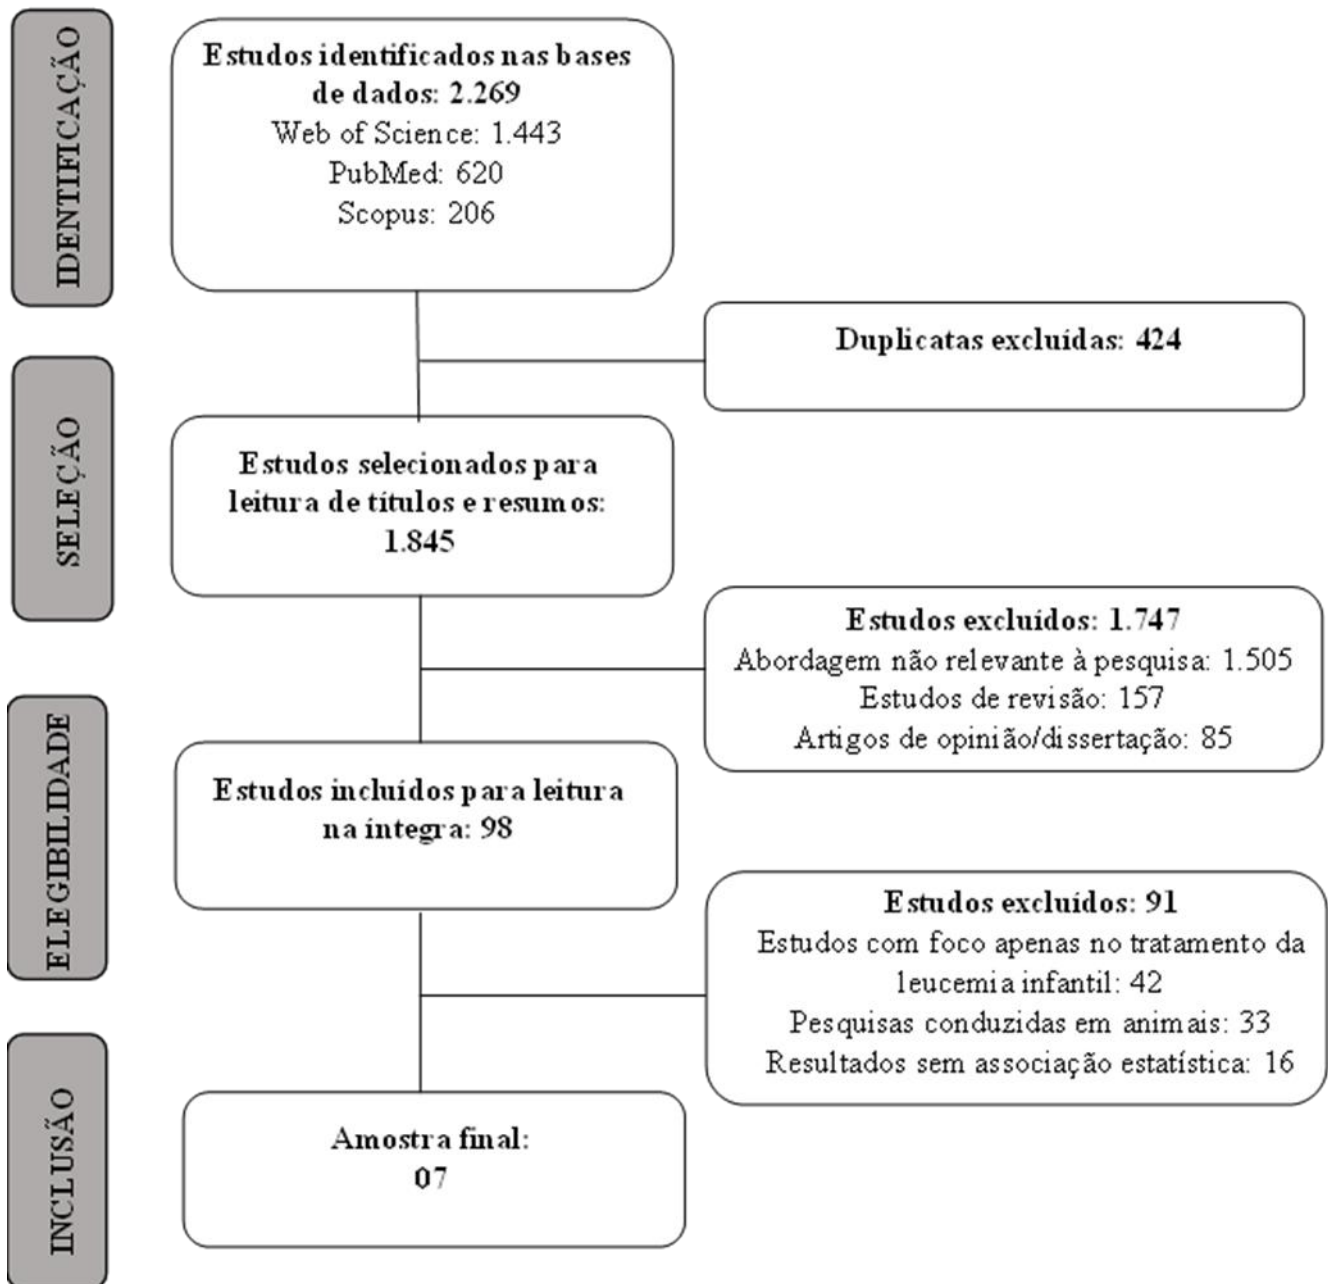 IDENTIFICAÇÃO
Estudos identificados nas bases
de dados: 2.269
Web of Science: 1.443
PubMed: 620
Scopus: 206
Duplicatas excluídas: 424
SELEÇÃO
Estudos selecionados para
leitura de títulos e resumos:
1.845
Estudos excluídos: 1.747
Abordagem não relevante à pesquisa: 1.505
Estudos de revisão: 157
Artigos de opinião/dissertação: 85
ELEGIBILIDADE
Estudos incluídos para leitura
na íntegra: 98
Estudos excluídos: 91
Estudos com foco apenas no tratamento da
leucemia infantil: 42
Pesquisas conduzidas em animais: 33
Resultados sem associação estatística: 16
INCLUSÃO
Amostra final:
07